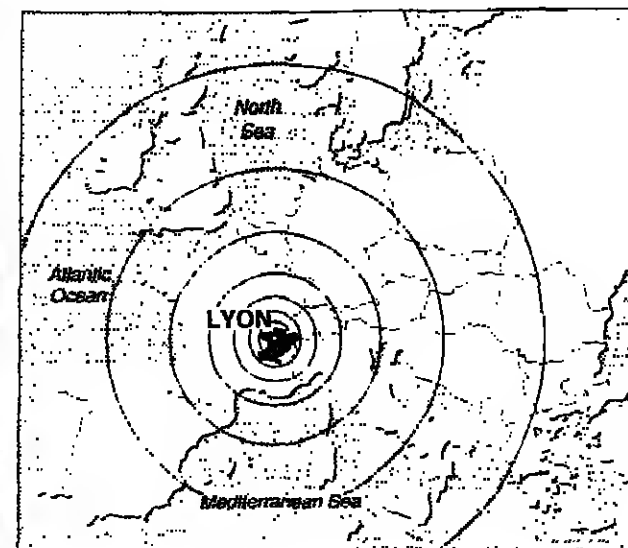 North
Sea
Atlantic
Ocean
LYON
Mediterranean Sea